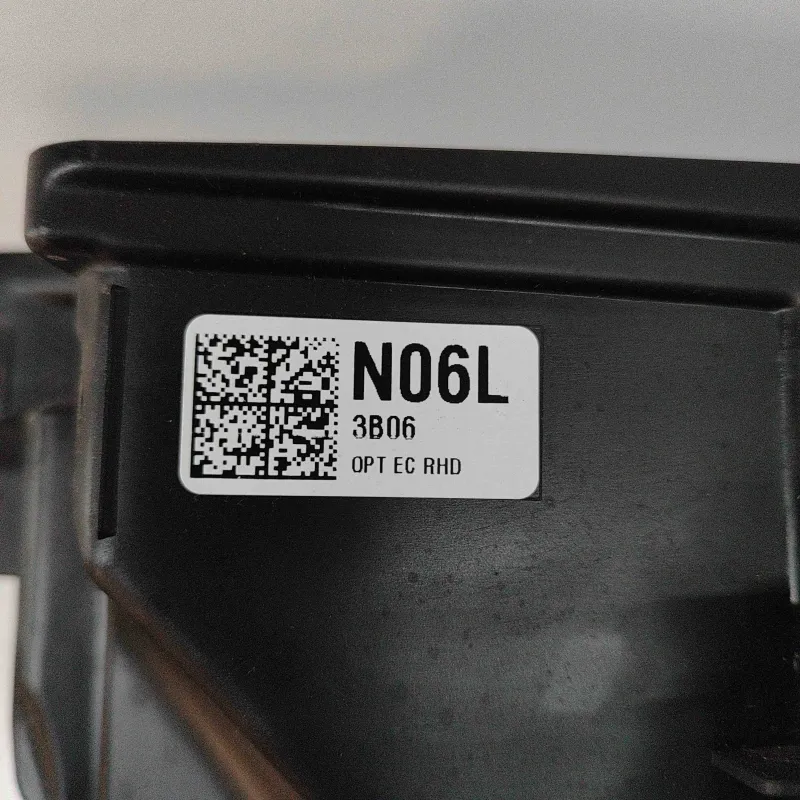 N06L
3B06
OPT EC RHD